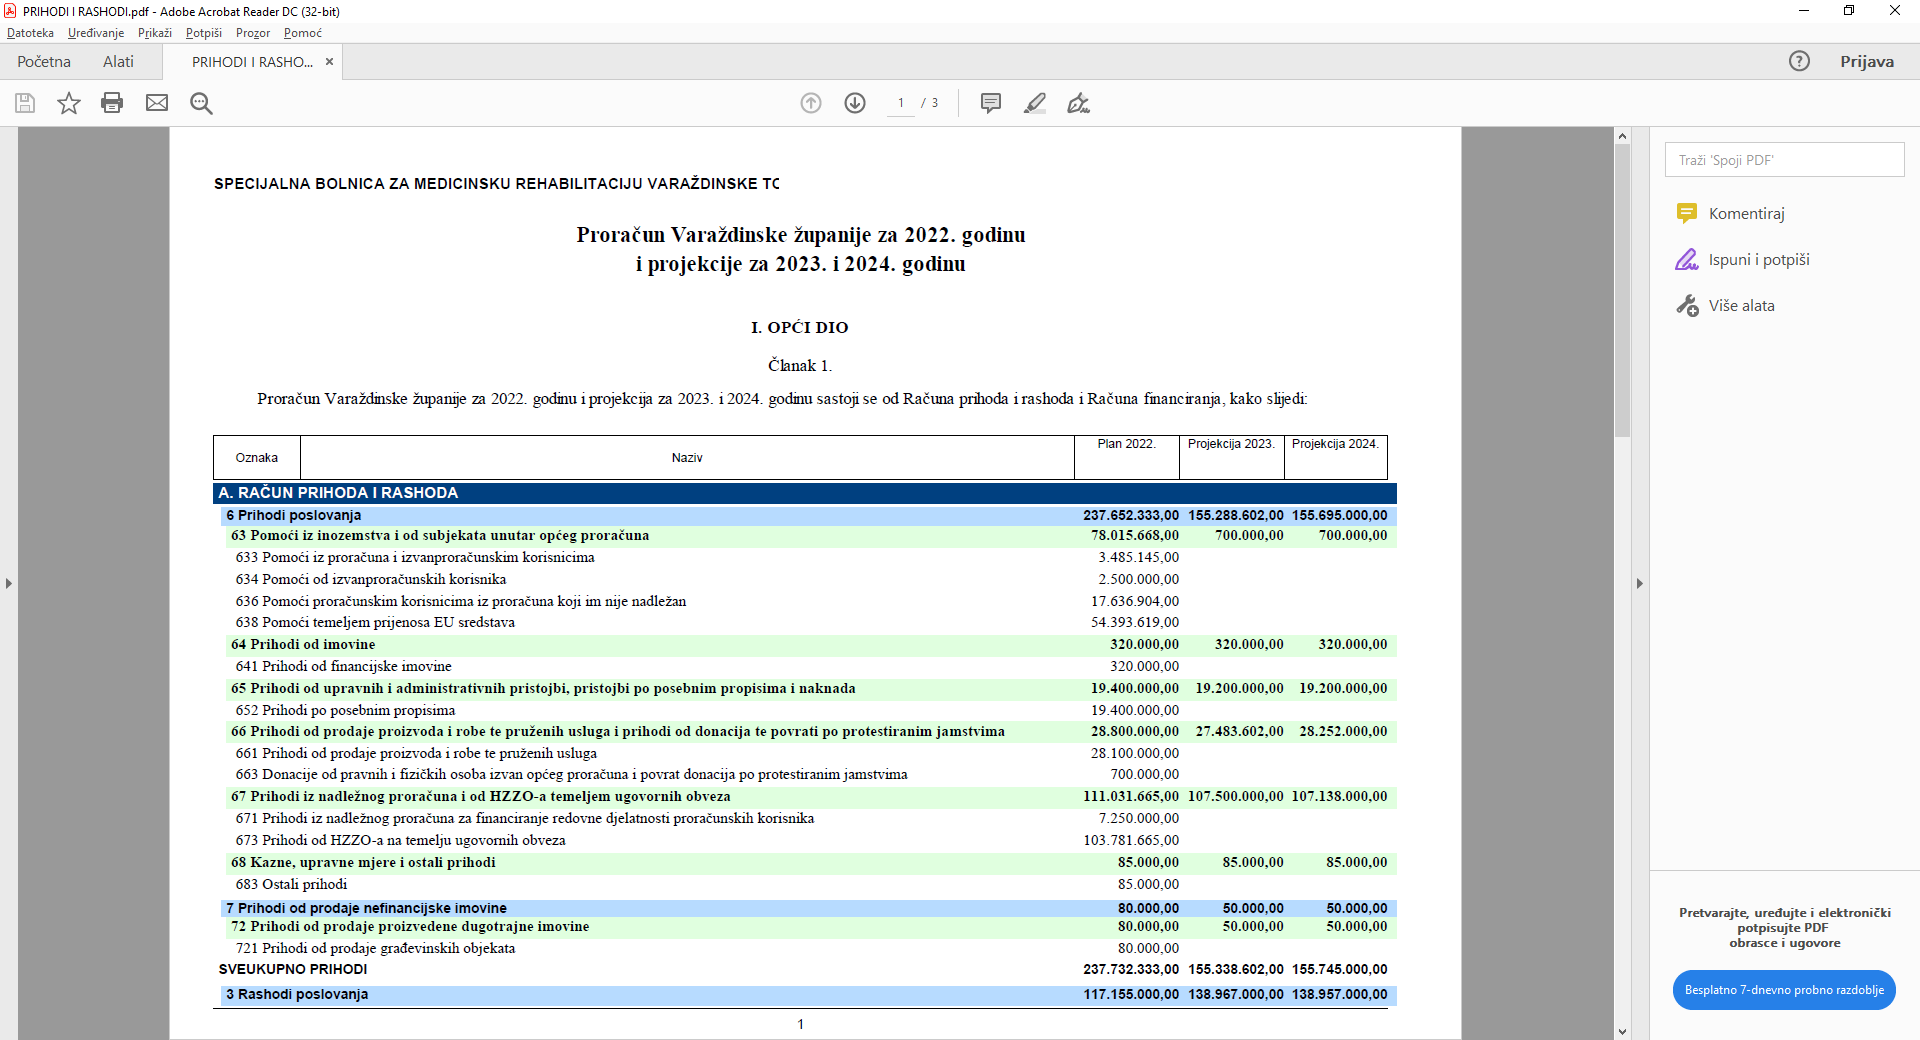 PRIHODI I RASHODI.pdf - Adobe Acrobat Reader DC (32-bit)
Datoteka Uređivanje Prikaži Potpiši Prozor Pomoć
Početna Alati PRIHODI I RASHO... × Prijava
1 / 3
SPECIJALNA BOLNICA ZA MEDICINSKU REHABILITACIJU VARAŽDINSKE TO
Proračun Varaždinske županije za 2022. godinu
i projekcije za 2023. i 2024. godinu
I. OPĆI DIO
Članak 1.
Proračun Varaždinske županije za 2022. godinu i projekcija za 2023. i 2024. godinu sastoji se od Računa prihoda i rashoda i Računa financiranja, kako slijedi:
Oznaka Naziv Plan 2022. Projekcija 2023. Projekcija 2024.
A. RAČUN PRIHODA I RASHODA
6 Prihodi poslovanja 237.652.333,00 155.288.602,00 155.695.000,00
63 Pomoći iz inozemstva i od subjekata unutar općeg proračuna 78.015.668,00 700.000,00 700.000,00
633 Pomoći iz proračuna i izvanproračunskim korisnicima 3.485.145,00
634 Pomoći od izvanproračunskih korisnika 2.500.000,00
636 Pomoći proračunskim korisnicima iz proračuna koji im nije nadležan 17.636.904,00
638 Pomoći temeljem prijenosa EU sredstava 54.393.619,00
64 Prihodi od imovine 320.000,00 320.000,00 320.000,00
641 Prihodi od financijske imovine 320.000,00
65 Prihodi od upravnih i administrativnih pristojbi, pristojbi po posebnim propisima i naknada 19.400.000,00 19.200.000,00 19.200.000,00
652 Prihodi po posebnim propisima 19.400.000,00
66 Prihodi od prodaje proizvoda i robe te pruženih usluga i prihodi od donacija te povrati po protestiranim jamstvima 28.800.000,00 27.483.602,00 28.252.000,00
661 Prihodi od prodaje proizvoda i robe te pruženih usluga 28.100.000,00
663 Donacije od pravnih i fizičkih osoba izvan općeg proračuna i povrat donacija po protestiranim jamstvima 700.000,00
67 Prihodi iz nadležnog proračuna i od HZZO-a temeljem ugovornih obveza 111.031.665,00 107.500.000,00 107.138.000,00
671 Prihodi iz nadležnog proračuna za financiranje redovne djelatnosti proračunskih korisnika 7.250.000,00
673 Prihodi od HZZO-a na temelju ugovornih obveza 103.781.665,00
68 Kazne, upravne mjere i ostali prihodi 85.000,00 85.000,00 85.000,00
683 Ostali prihodi 85.000,00
7 Prihodi od prodaje nefinancijske imovine 80.000,00 50.000,00 50.000,00
72 Prihodi od prodaje proizvedene dugotrajne imovine 80.000,00 50.000,00 50.000,00
721 Prihodi od prodaje građevinskih objekata 80.000,00
SVEUKUPNO PRIHODI 237.732.333,00 155.338.602,00 155.745.000,00
3 Rashodi poslovanja 117.155.000,00 138.967.000,00 138.957.000,00
1
Traži 'Spoji PDF'
Komentiraj
Ispuni i potpiši
Više alata
Pretvarajte, uređujte i elektronički
potpisujte PDF
obrasce i ugovore
Besplatno 7-dnevno probno razdoblje